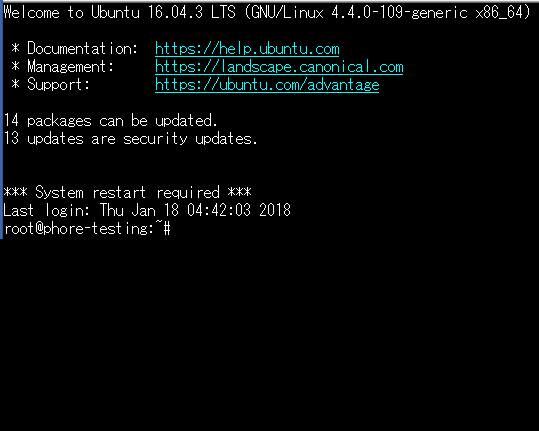 Welcome to Ubuntu 16.04.3 LTS (GNU/Linux 4.4.0-109-generic x86_64)
* Documentation: https://help.ubuntu.com
* Management: https://landscape.canonical.com
* Support: https://ubuntu.com/advantage
14 packages can be updated.
13 updates are security updates.
*** System restart required ***
Last login: Thu Jan 18 04:42:03 2018
root@phore-testing:~#